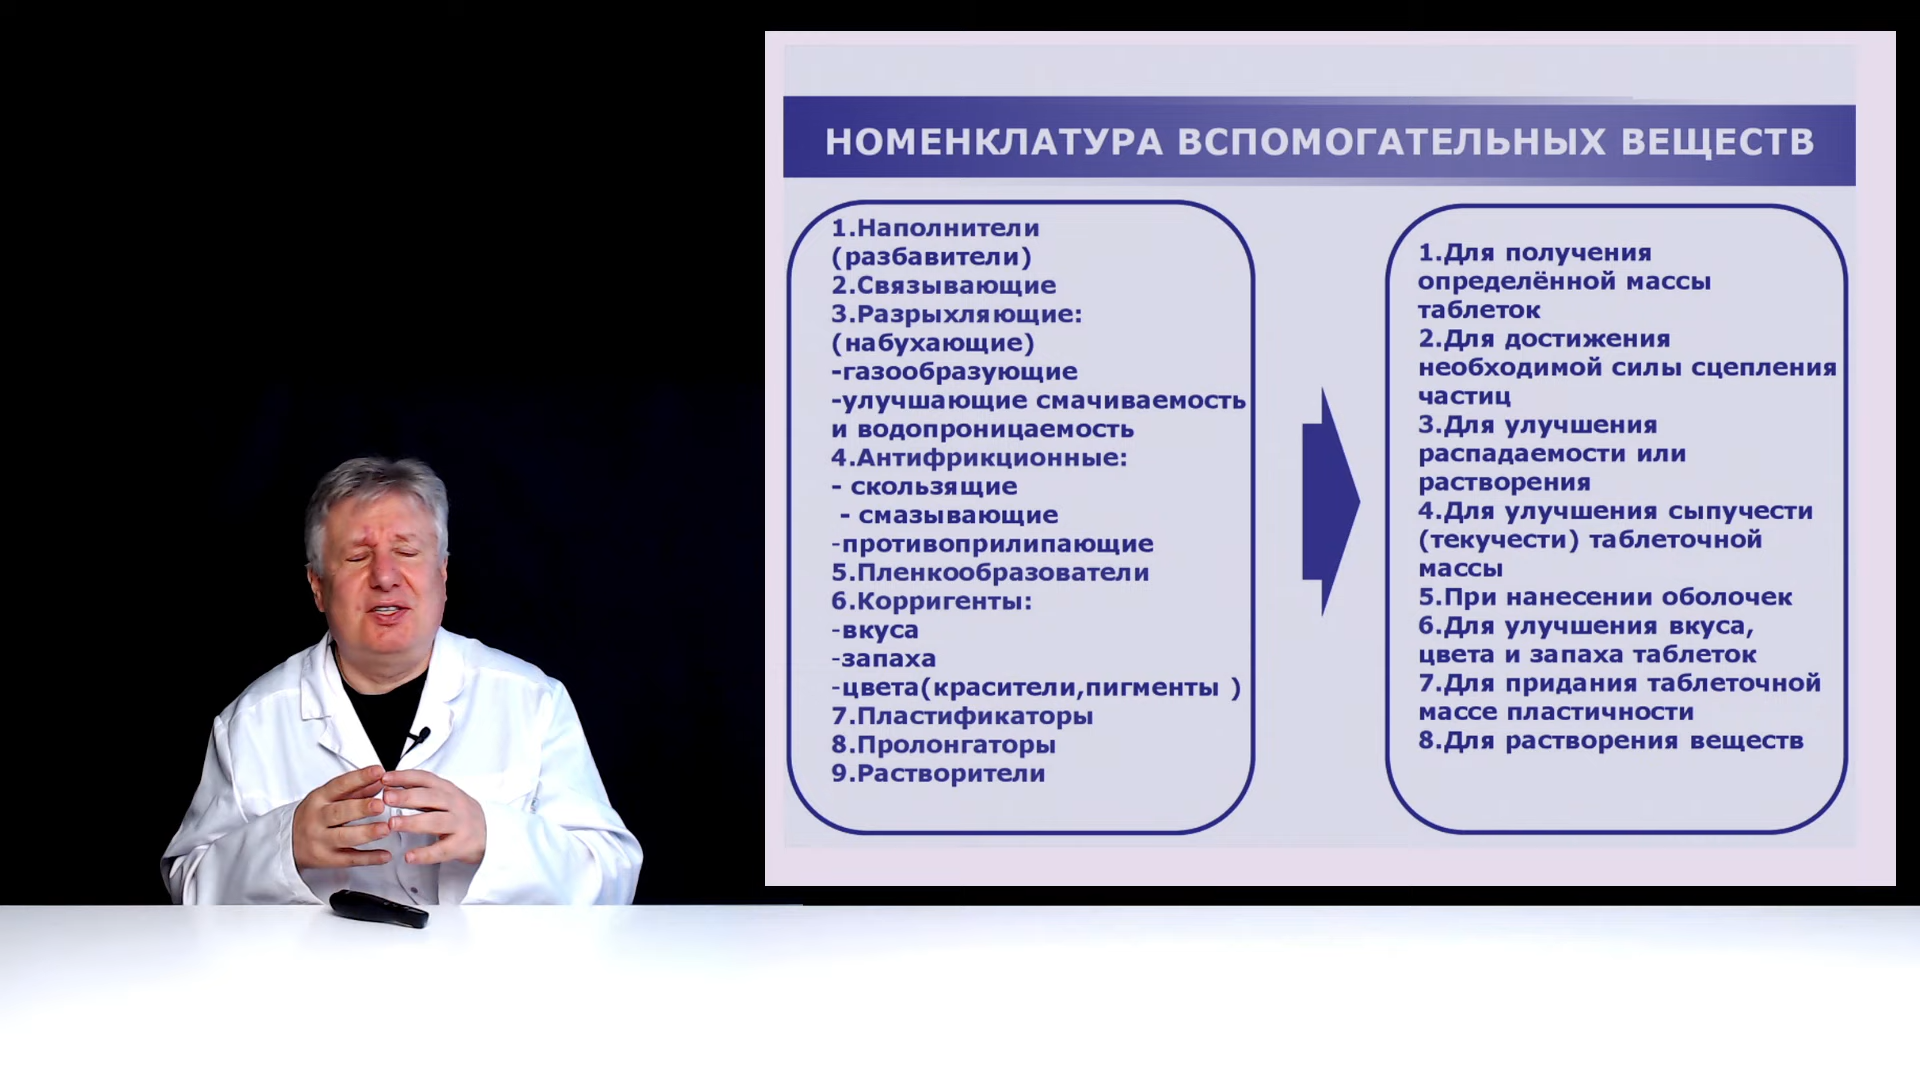 НОМЕНКЛАТУРА ВСПОМОГАТЕЛЬНЫХ ВЕЩЕСТВ
1.Наполнители
(разбавители)
2.Связывающие
3.Разрыхляющие:
(набухающие)
-газообразующие
-улучшающие смачиваемость
и водопроницаемость
4.Антифрикционные:
- скользящие
- смазывающие
-противоприлипающие
5.Пленкообразователи
6.Корригенты:
-вкуса
-запаха
-цвета(красители,пигменты )
7.Пластификаторы
8.Пролонгаторы
9.Растворители
1.Для получения
определённой массы
таблеток
2.Для достижения
необходимой силы сцепления
частиц
3.Для улучшения
распадаемости или
растворения
4.Для улучшения сыпучести
(текучести) таблеточной
массы
5.При нанесении оболочек
6.Для улучшения вкуса,
цвета и запаха таблеток
7.Для придания таблеточной
массе пластичности
8.Для растворения веществ